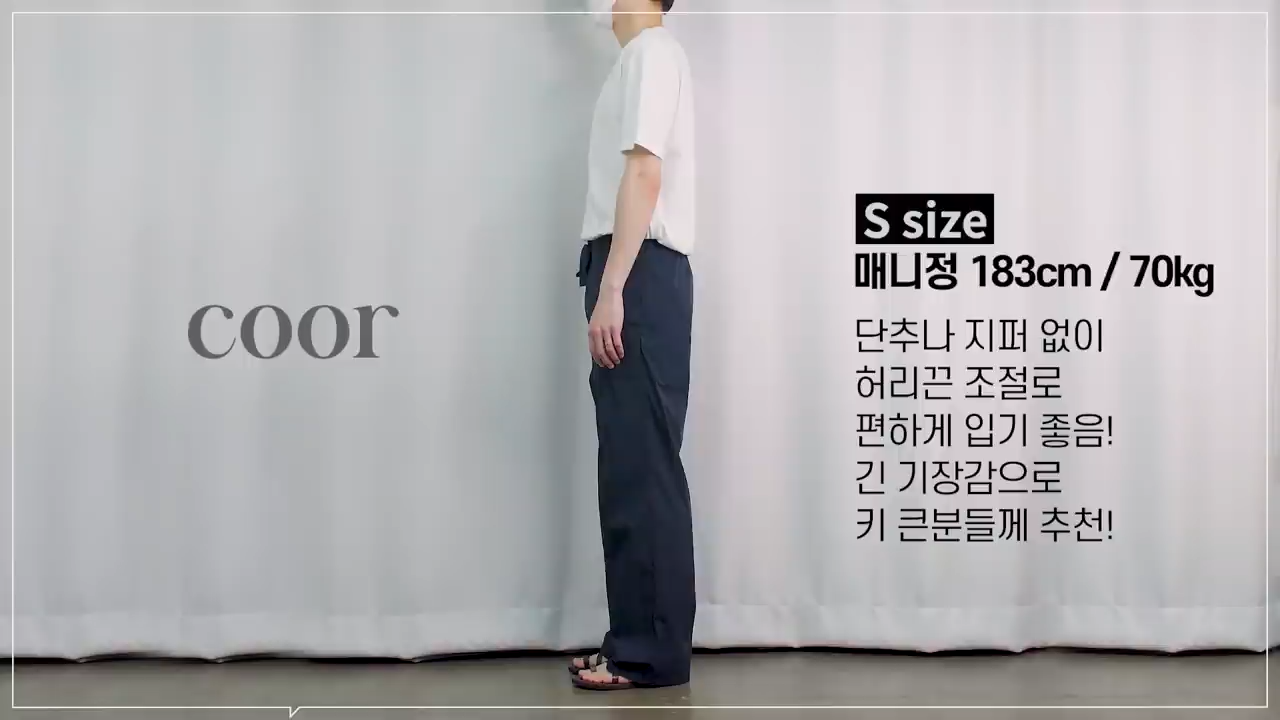 coor
S size
매니정 183cm / 70kg
단추나 지퍼 없이
허리끈 조절로
편하게 입기 좋음!
긴 기장감으로
키 큰분들께 추천!